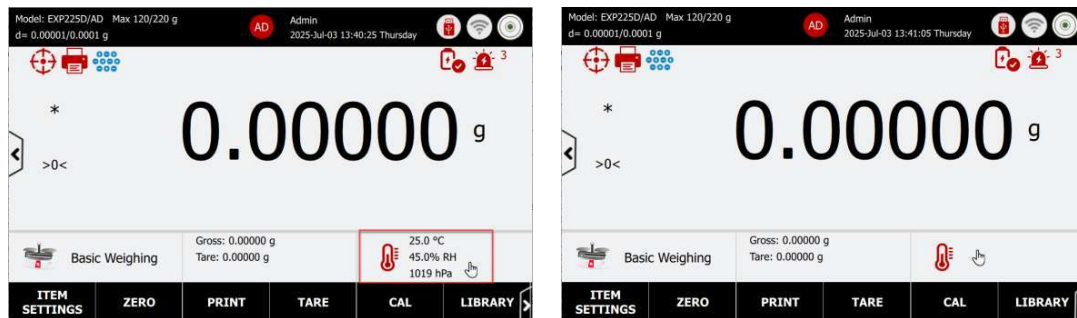 Model: EXP225D/AD Max 120/220 g
d= 0.00001/0.0001 g
AD
Admin
2025-Jul-03 13:40:25 Thursday
3
*
0.00000 g
>0<
Basic Weighing
Gross: 0.00000 g
Tare: 0.00000 g
25.0 °C
45.0% RH
1019 hPa
ITEM SETTINGS
ZERO
PRINT
TARE
CAL
LIBRARY
Model: EXP225D/AD Max 120/220 g
d= 0.00001/0.0001 g
AD
Admin
2025-Jul-03 13:41:05 Thursday
3
*
0.00000 g
>0<
Basic Weighing
Gross: 0.00000 g
Tare: 0.00000 g
ITEM SETTINGS
ZERO
PRINT
TARE
CAL
LIBRARY